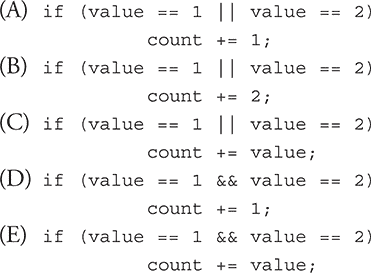 (A) if (value == 1 || value == 2)
count += 1;
(B) if (value == 1 || value == 2)
count += 2;
(C) if (value == 1 || value == 2)
count += value;
(D) if (value == 1 && value == 2)
count += 1;
(E) if (value == 1 && value == 2)
count += value;